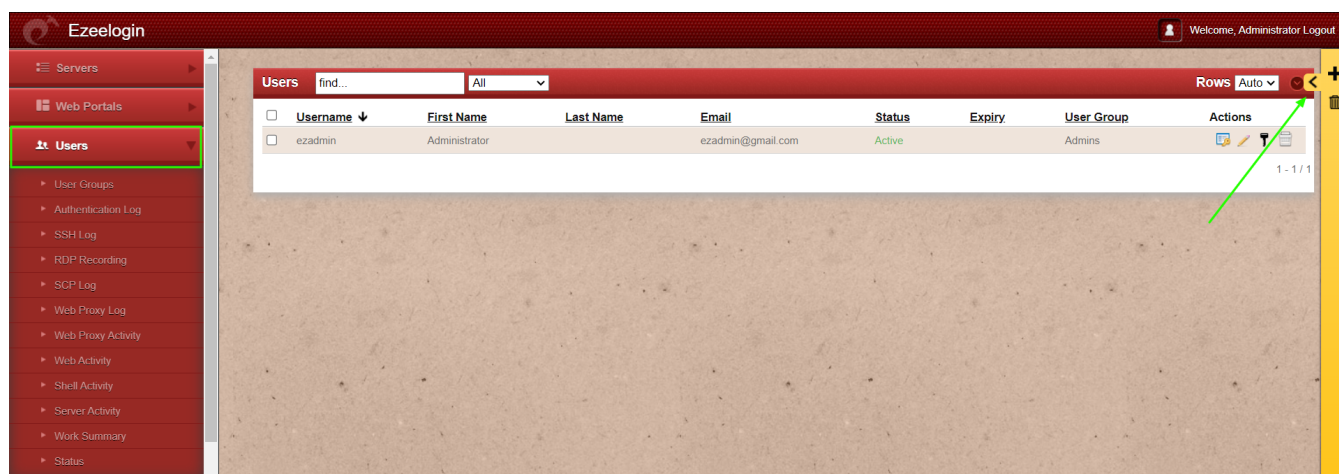 Ezeelogin
Welcome, Administrator Logout
Servers
Web Portals
Users
User Groups
Authentication Log
SSH Log
RDP Recording
SCP Log
Web Proxy Log
Web Proxy Activity
Web Activity
Shell Activity
Server Activity
Work Summary
Status
Users find... All Rows Auto
Username First Name Last Name Email Status Expiry User Group Actions
ezadmin Administrator ezadmin@gmail.com Active Admins
1 - 1 / 1